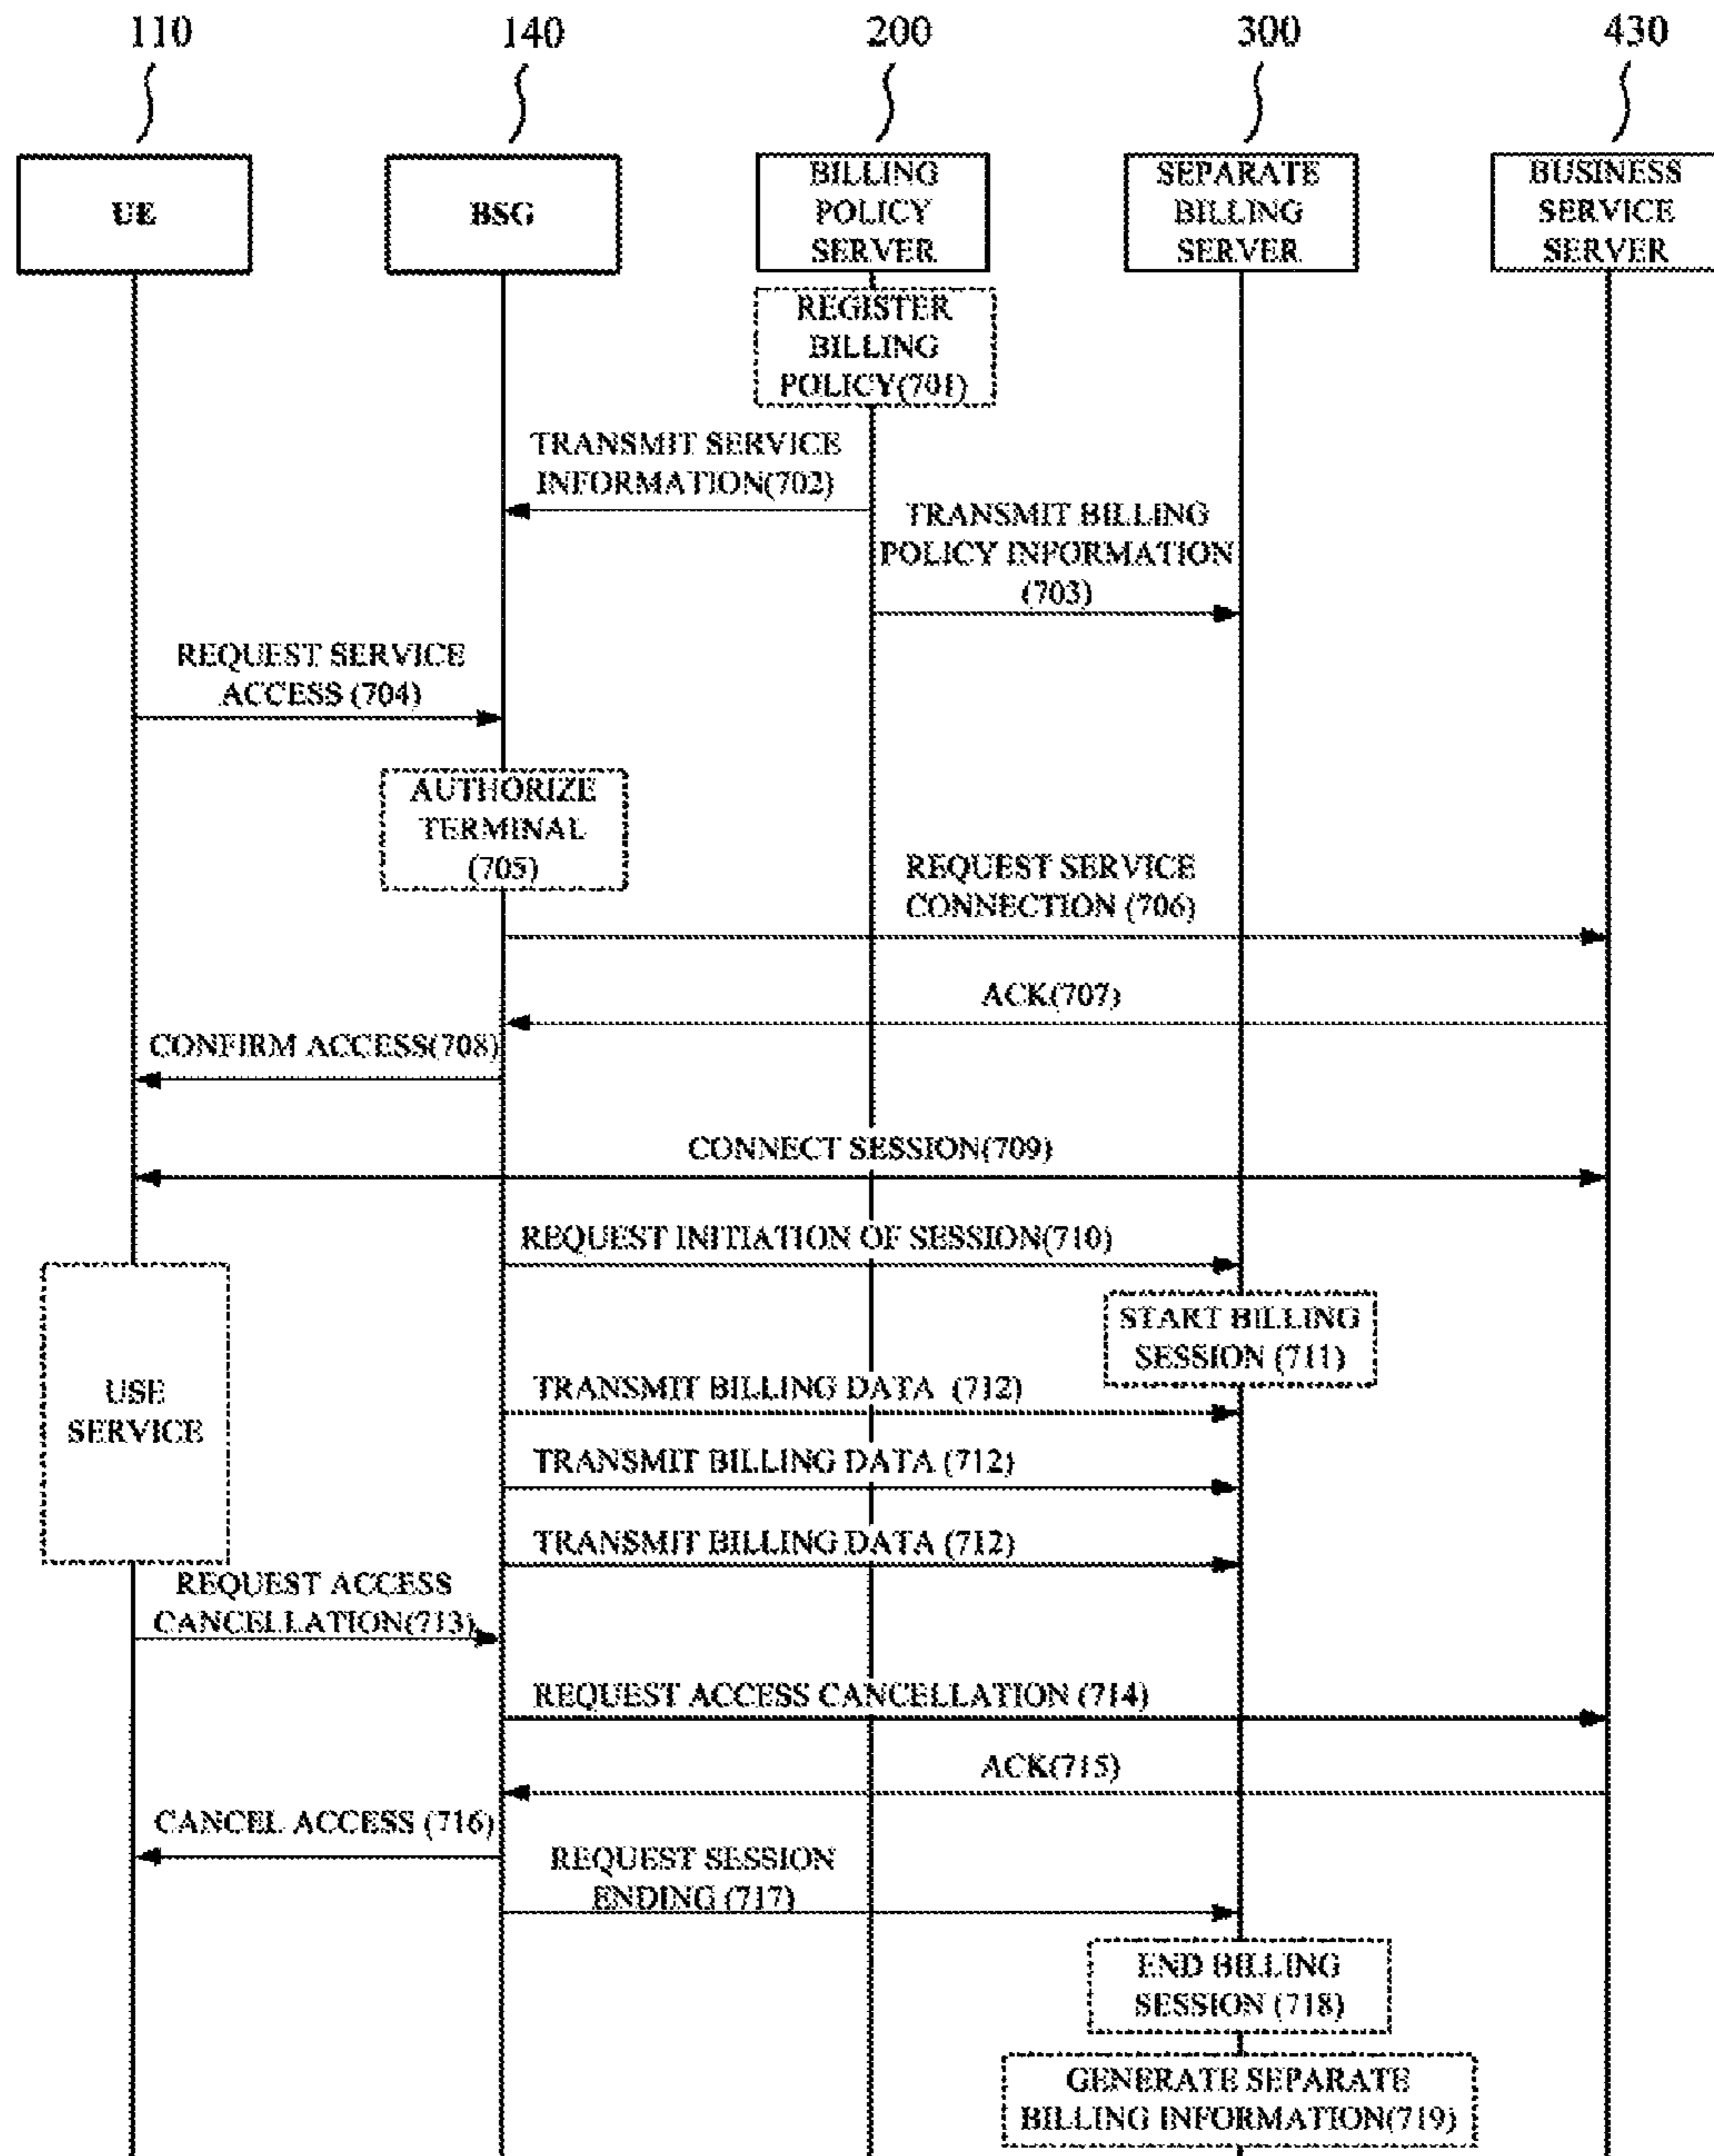 110
140
200
300
430
UE
BSG
BILLING
POLICY
SERVER
SEPARATE
BILLING
SERVER
BUSINESS
SERVICE
SERVER
REGISTER
BILLING
POLICY(701)
TRANSMIT SERVICE
INFORMATION(702)
TRANSMIT BILLING
POLICY INFORMATION
(703)
REQUEST SERVICE
ACCESS (704)
AUTHORIZE
TERMINAL
(705)
REQUEST SERVICE
CONNECTION (706)
ACK(707)
CONFIRM ACCESS(708)
CONNECT SESSION(709)
REQUEST INITIATION OF SESSION(710)
START BILLING
SESSION (711)
USE
SERVICE
TRANSMIT BILLING DATA (712)
TRANSMIT BILLING DATA (712)
TRANSMIT BILLING DATA (712)
REQUEST ACCESS
CANCELLATION(713)
REQUEST ACCESS CANCELLATION (714)
ACK(715)
CANCEL ACCESS (716)
REQUEST SESSION
ENDING (717)
END BILLING
SESSION (718)
GENERATE SEPARATE
BILLING INFORMATION(719)